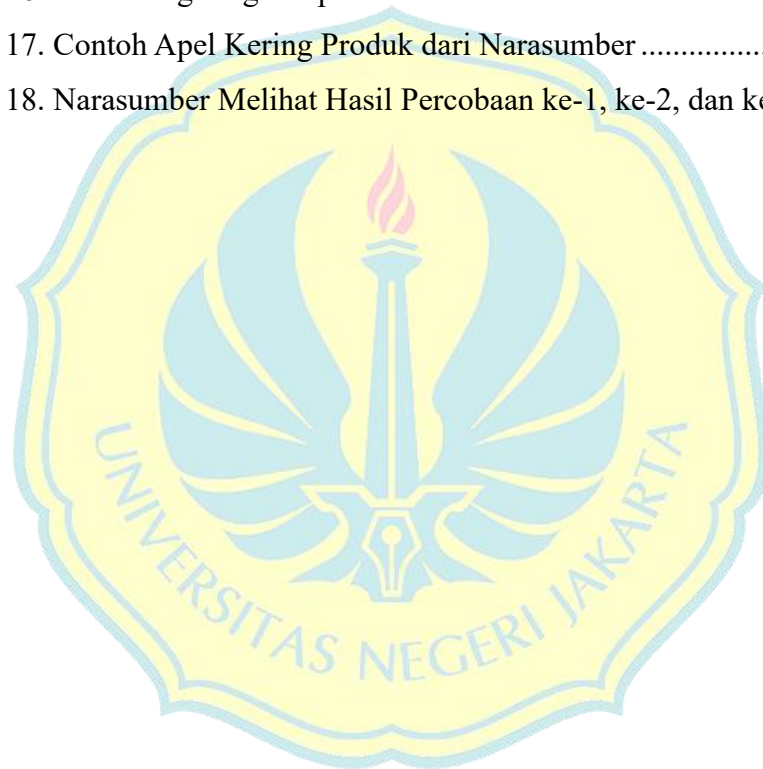 17. Contoh Apel Kering Produk dari Narasumber ................
18. Narasumber Melihat Hasil Percobaan ke-1, ke-2, dan ke
UNIVERSITAS NEGERI JAKARTA